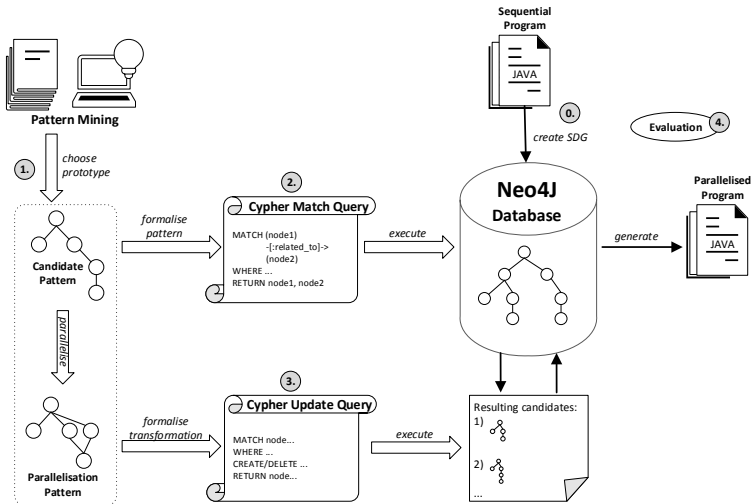 Sequential
Program
JAVA
0.
create SDG
Evaluation
4.
Pattern Mining
1.
choose
prototype
2.
Cypher Match Query
formalise
pattern
MATCH (node1)
-[:related_to]->
(node2)
WHERE ...
RETURN node1, node2
execute
Neo4J
Database
generate
Parallelised
Program
JAVA
Candidate
Pattern
parallelise
3.
Cypher Update Query
formalise
transformation
MATCH node...
WHERE ...
CREATE/DELETE ...
RETURN node...
execute
Resulting candidates:
1)
2)
...
Parallelisation
Pattern